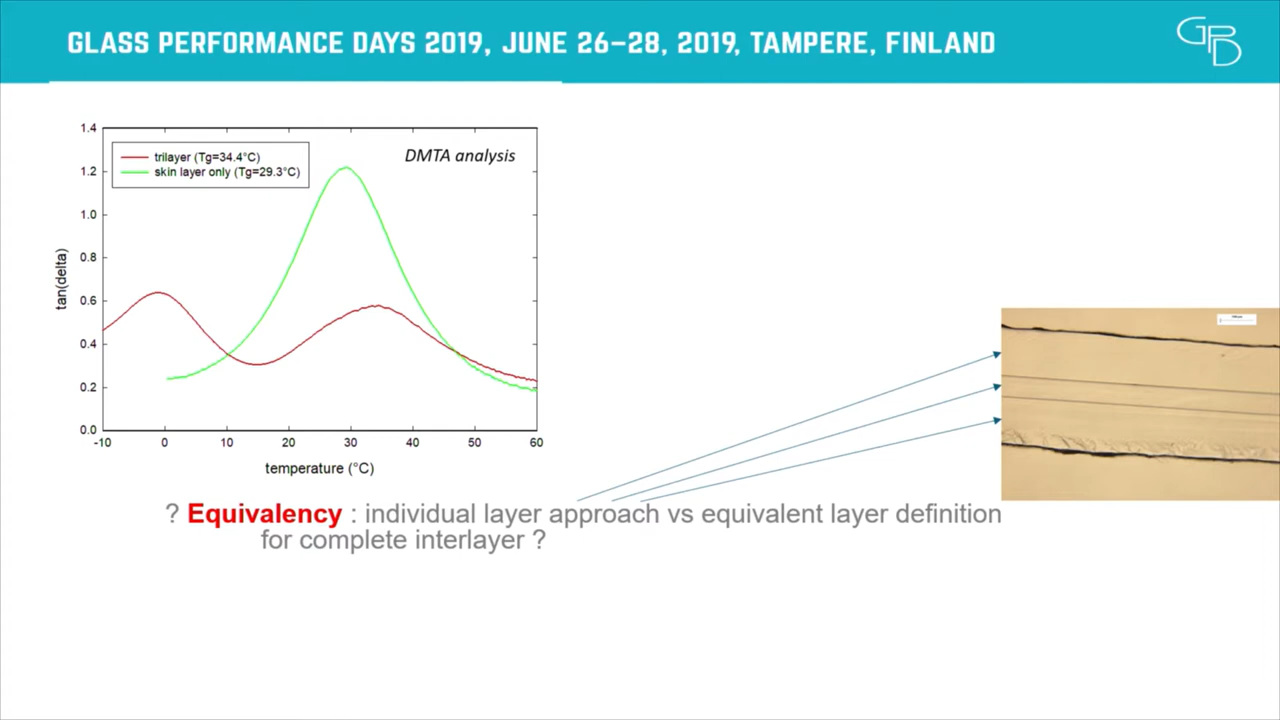 GLASS PERFORMANCE DAYS 2019, JUNE 26–28, 2019, TAMPERE, FINLAND
GPD
1.4
1.2
1.0
0.8
0.6
0.4
0.2
0.0
tan(delta)
trilayer (Tg=34.4°C)
skin layer only (Tg=29.3°C)
DMTA analysis
-10 0 10 20 30 40 50 60
temperature (°C)
? Equivalency : individual layer approach vs equivalent layer definition
for complete interlayer ?